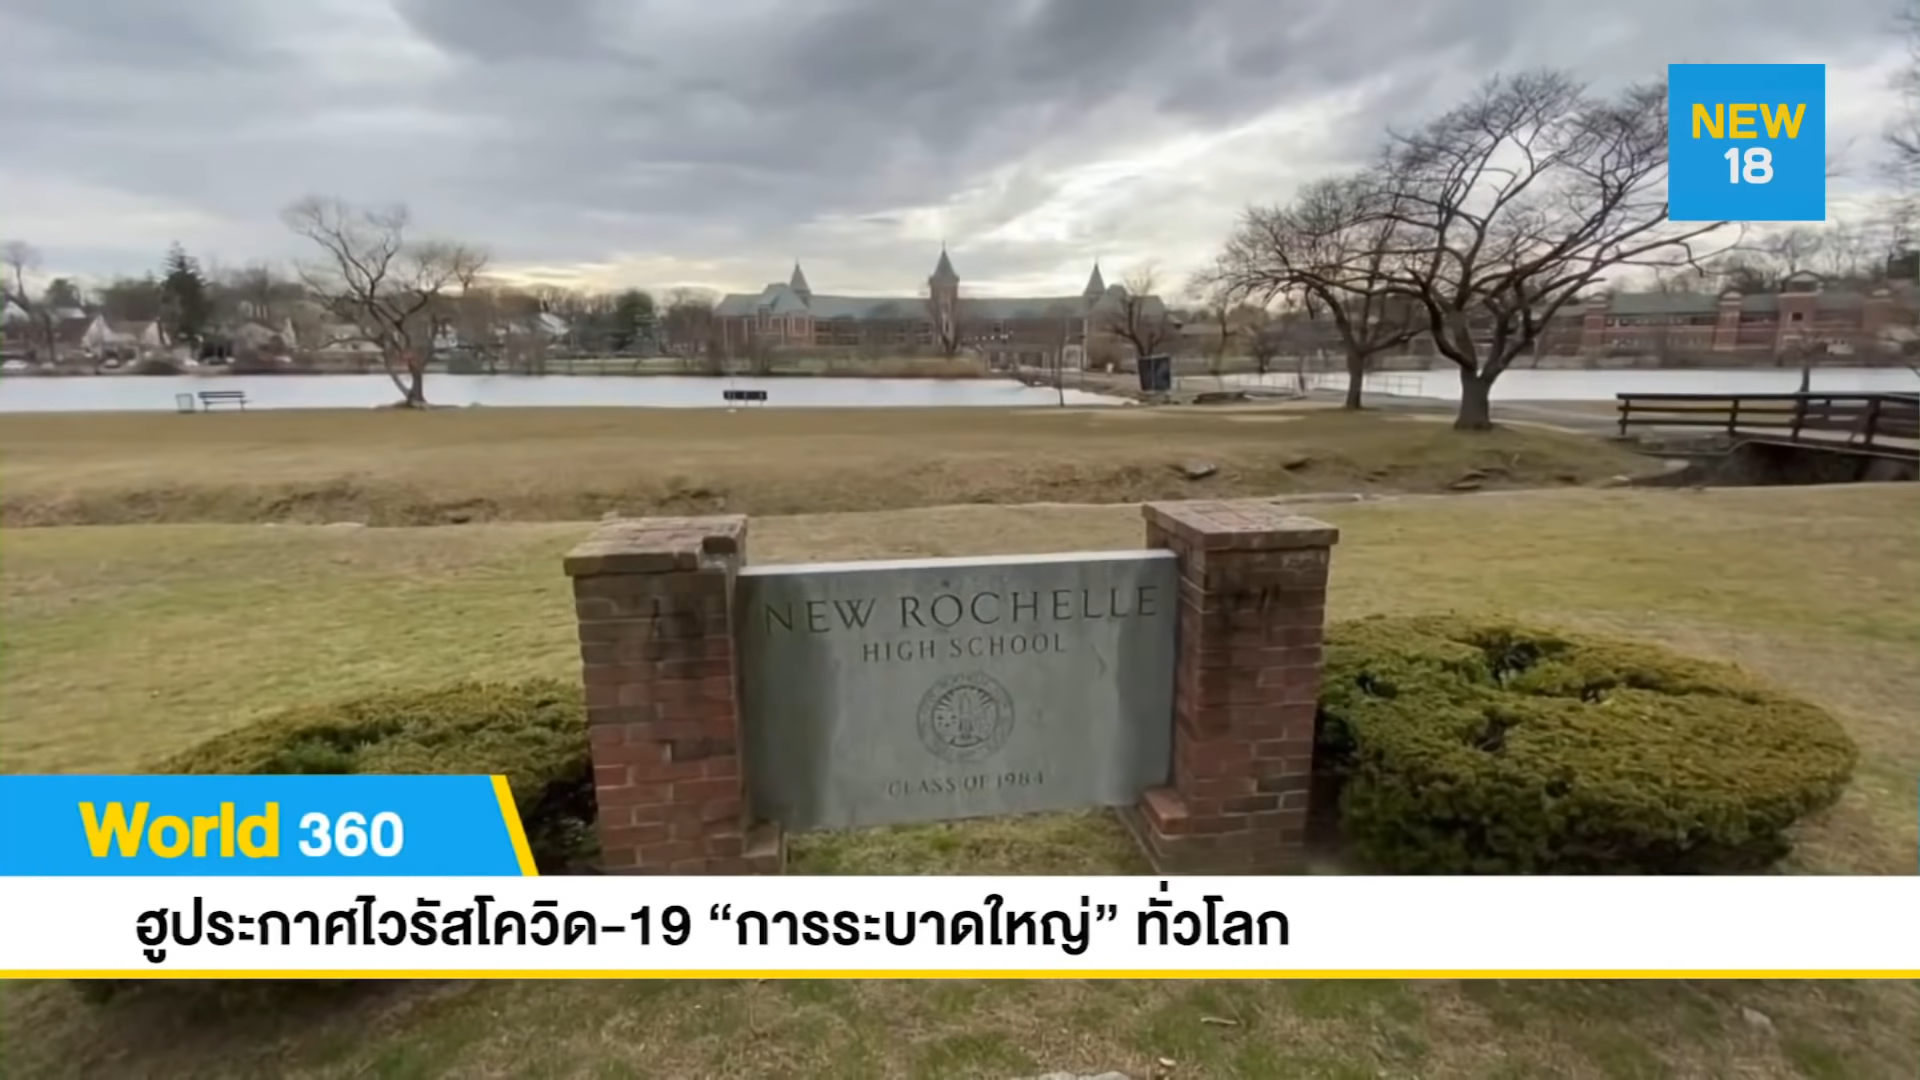 NEW
18
NEW ROCHELLE
HIGH SCHOOL
CLASS OF 1984
World 360
ฮูประกาศไวรัสโควิด-19 “การระบาดใหญ่” ทั่วโลก